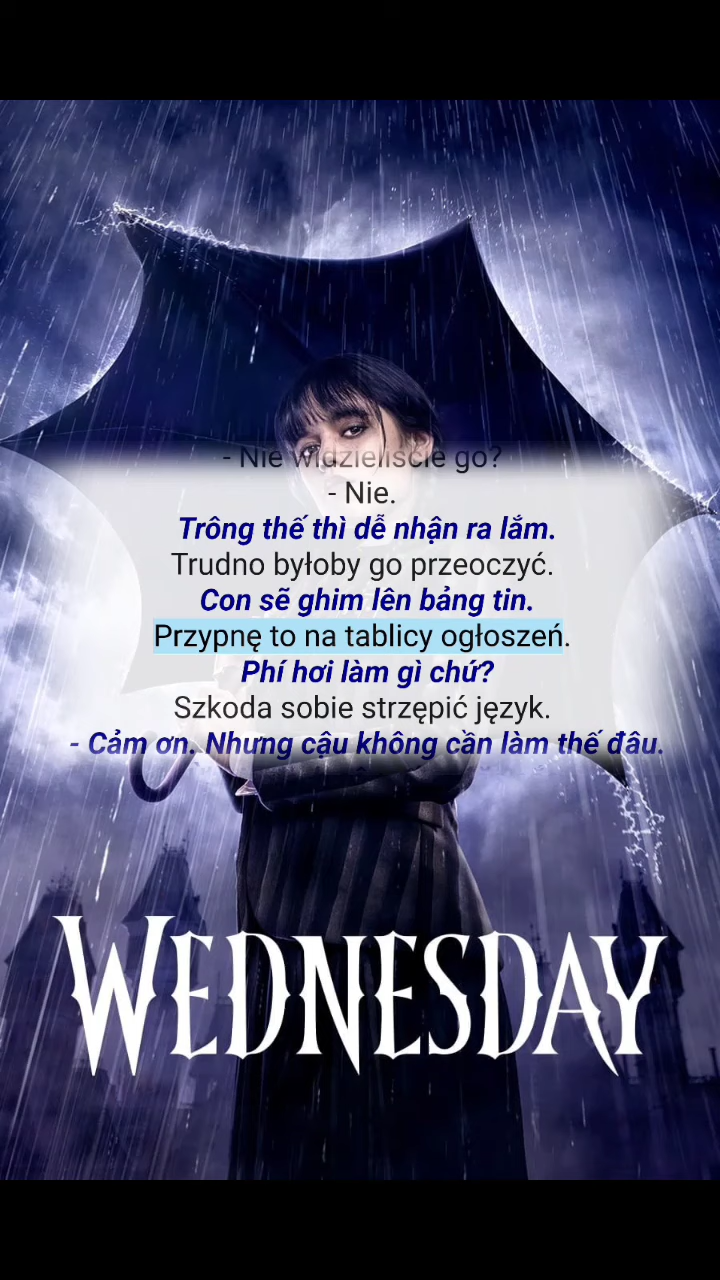 - Nie widzieliście go?
- Nie.
Trông thế thì dễ nhận ra lắm.
Trudno byłoby go przeoczyć.
Con sẽ ghim lên bảng tin.
Przypnę to na tablicy ogłoszeń.
Phí hơi làm gì chứ?
Szkoda sobie strzępić język.
- Cảm ơn. Nhưng cậu không cần làm thế đâu.
WEDNESDAY